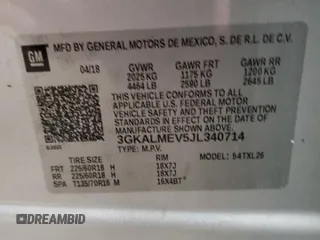 GM
MFD BY GENERAL MOTORS DE MEXICO, S. DE R.L. DE C.V.
04/18 GVWR GAWR FRT GAWR RR
2025 KG 1175 KG 1200 KG
4464 LB 2590 LB 2645 LB
THIS VEHICLE CONFORMS TO ALL APPLICABLE U.S. FEDERAL MOTOR VEHICLE SAFETY AND THEFT PREVENTION STANDARDS IN EFFECT ON THE DATE OF MANUFACTURE SHOWN ABOVE.
3GKALMEV5JL340714
TYPE: M.P.V. MODEL:
TIRE SIZE RIM
FRT 225/60R18 H 18X7J
RR 225/60R18 H 18X7J
SPA T135/70R16 M 16X4BT
DREAMBID